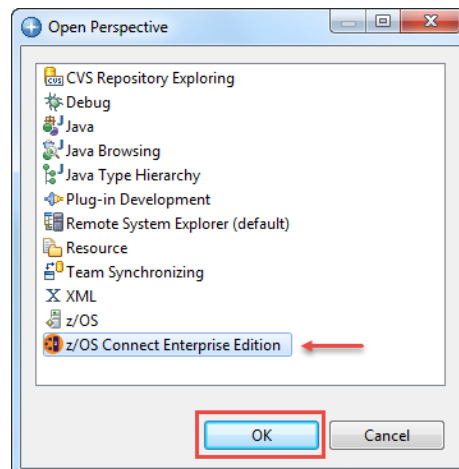 Open Perspective
CVS Repository Exploring
Debug
Java
Java Browsing
Java Type Hierarchy
Plug-in Development
Remote System Explorer (default)
Resource
Team Synchronizing
XML
z/OS
z/OS Connect Enterprise Edition
OK Cancel